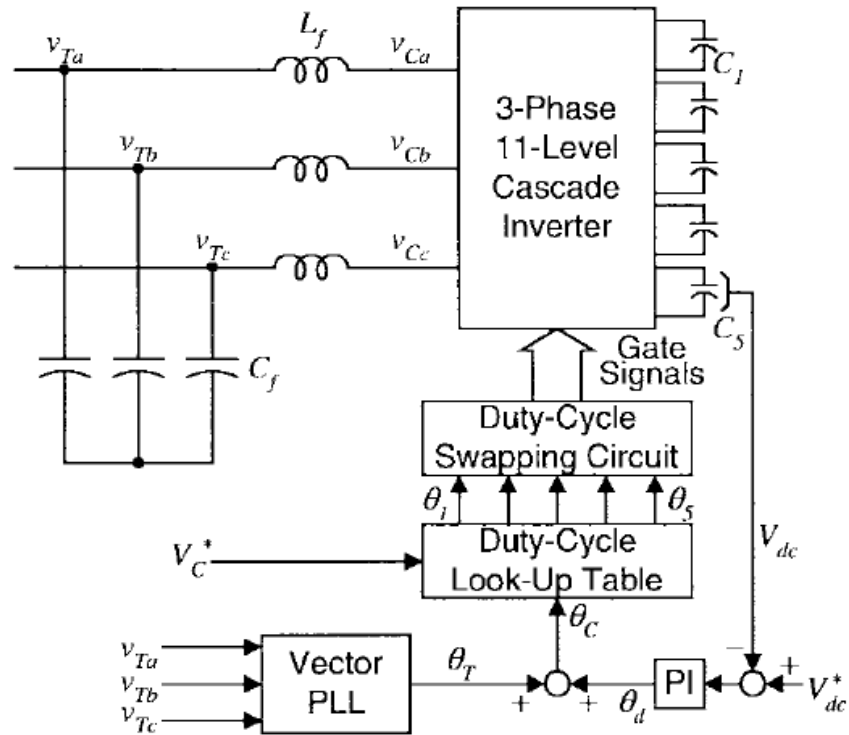 L_f
v_Ta
v_Ca
C_1
3-Phase
11-Level
Cascade
Inverter
v_Tb
v_Cb
v_Tc
v_Cc
C_5
C_f
Gate
Signals
Duty-Cycle
Swapping Circuit
θ_1
θ_5
V_dc
V_C*
Duty-Cycle
Look-Up Table
θ_C
v_Ta
v_Tb
v_Tc
Vector
PLL
θ_T
+
+
θ_d
PI
−
+
V_dc*